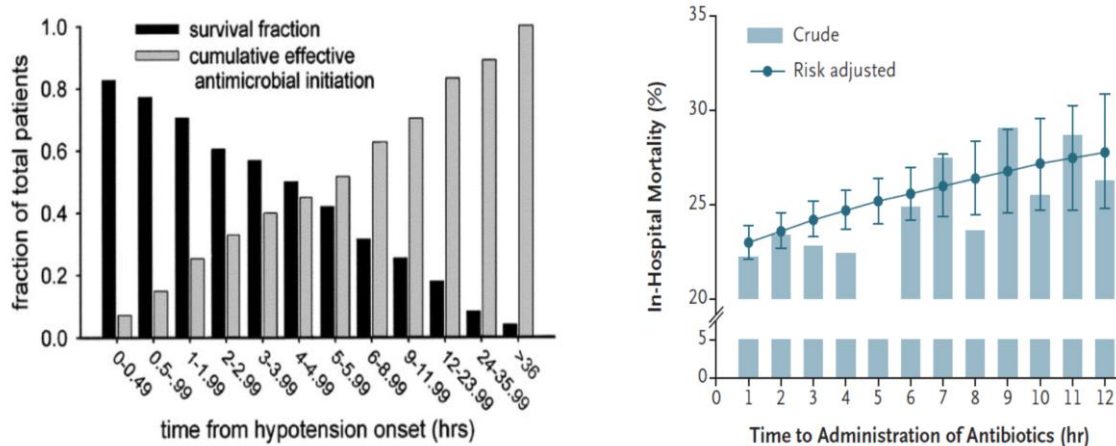 survival fraction
cumulative effective
antimicrobial initiation
fraction of total patients
1.0
0.8
0.6
0.4
0.2
0.0
0-0.49
0.5-.99
1-1.99
2-2.99
3-3.99
4-4.99
5-5.99
6-8.99
9-11.99
12-23.99
24-35.99
>36
time from hypotension onset (hrs)
Crude
Risk adjusted
In-Hospital Mortality (%)
35
30
25
20
5
0
0 1 2 3 4 5 6 7 8 9 10 11 12
Time to Administration of Antibiotics (hr)